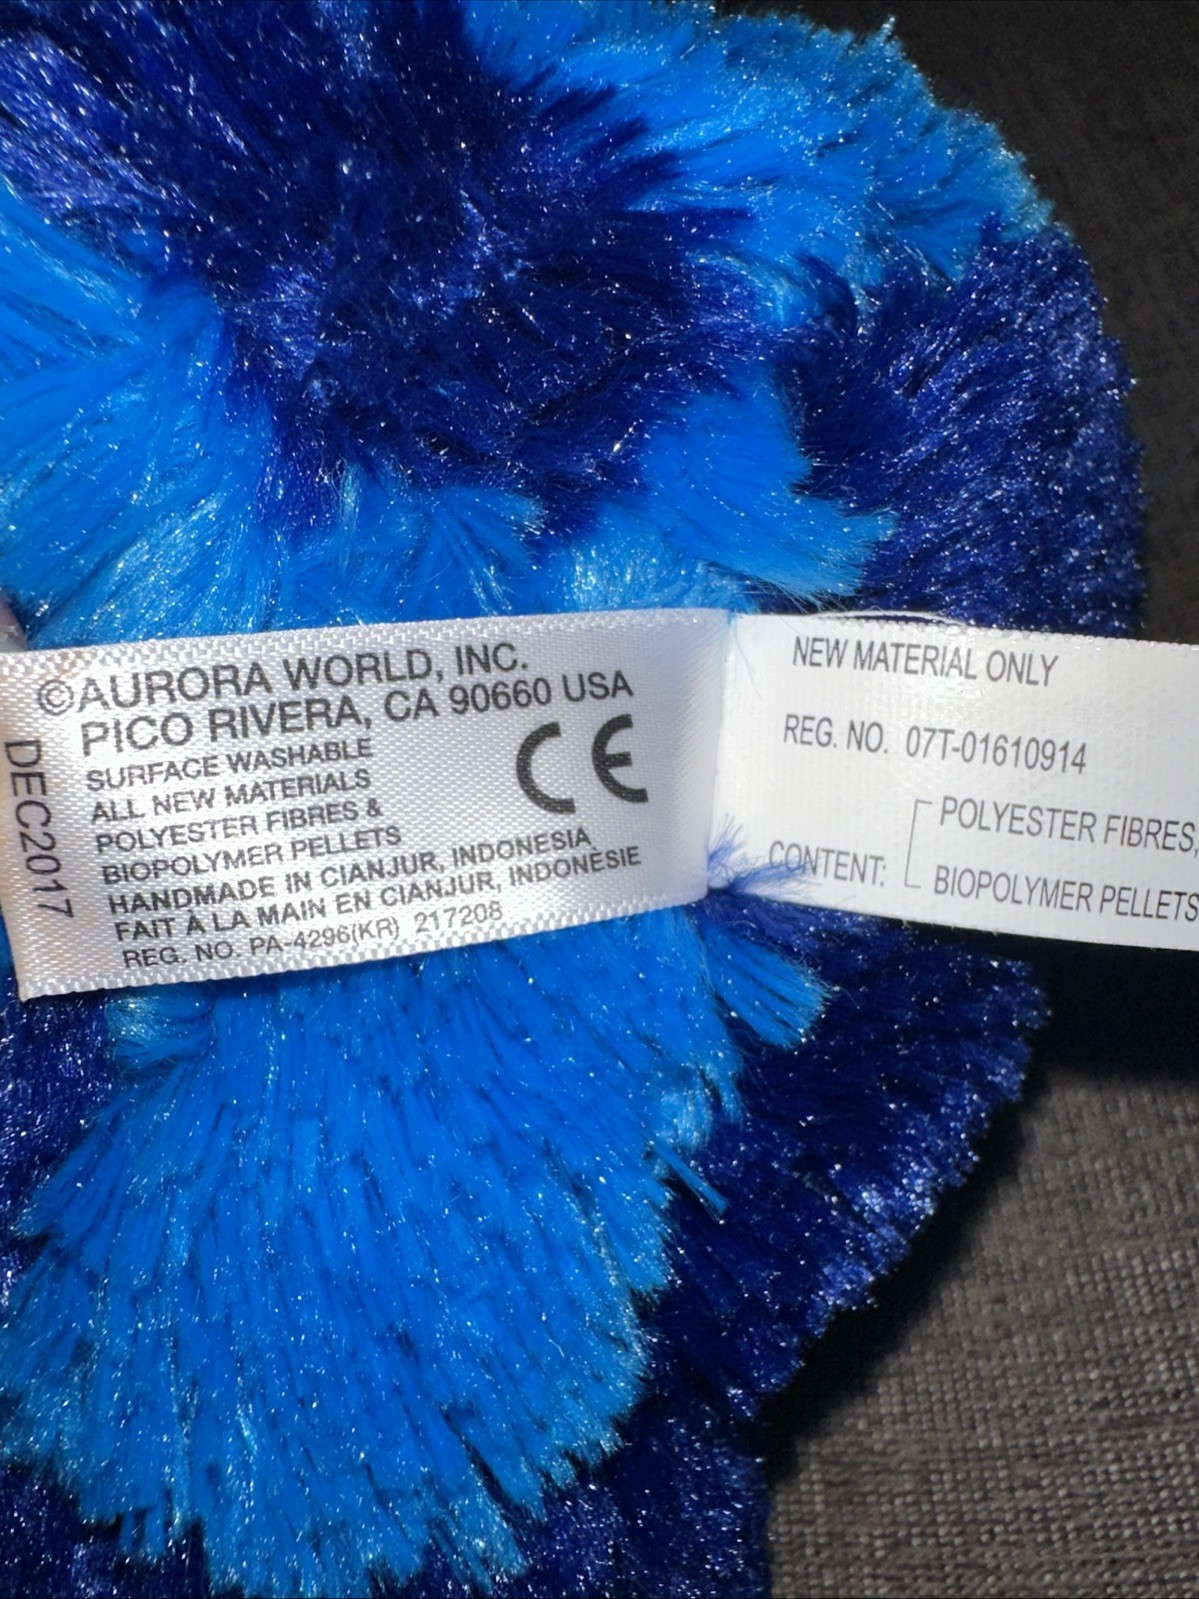 ©AURORA WORLD, INC.
PICO RIVERA, CA 90660 USA
SURFACE WASHABLE
ALL NEW MATERIALS
POLYESTER FIBRES &
BIOPOLYMER PELLETS
HANDMADE IN CIANJUR, INDONESIA
FAIT À LA MAIN EN CIANJUR, INDONÉSIE
REG. NO. PA-4296(KR) 217208
CE
DEC2017
NEW MATERIAL ONLY
REG. NO. 07T-01610914
CONTENT:
POLYESTER FIBRES,
BIOPOLYMER PELLETS